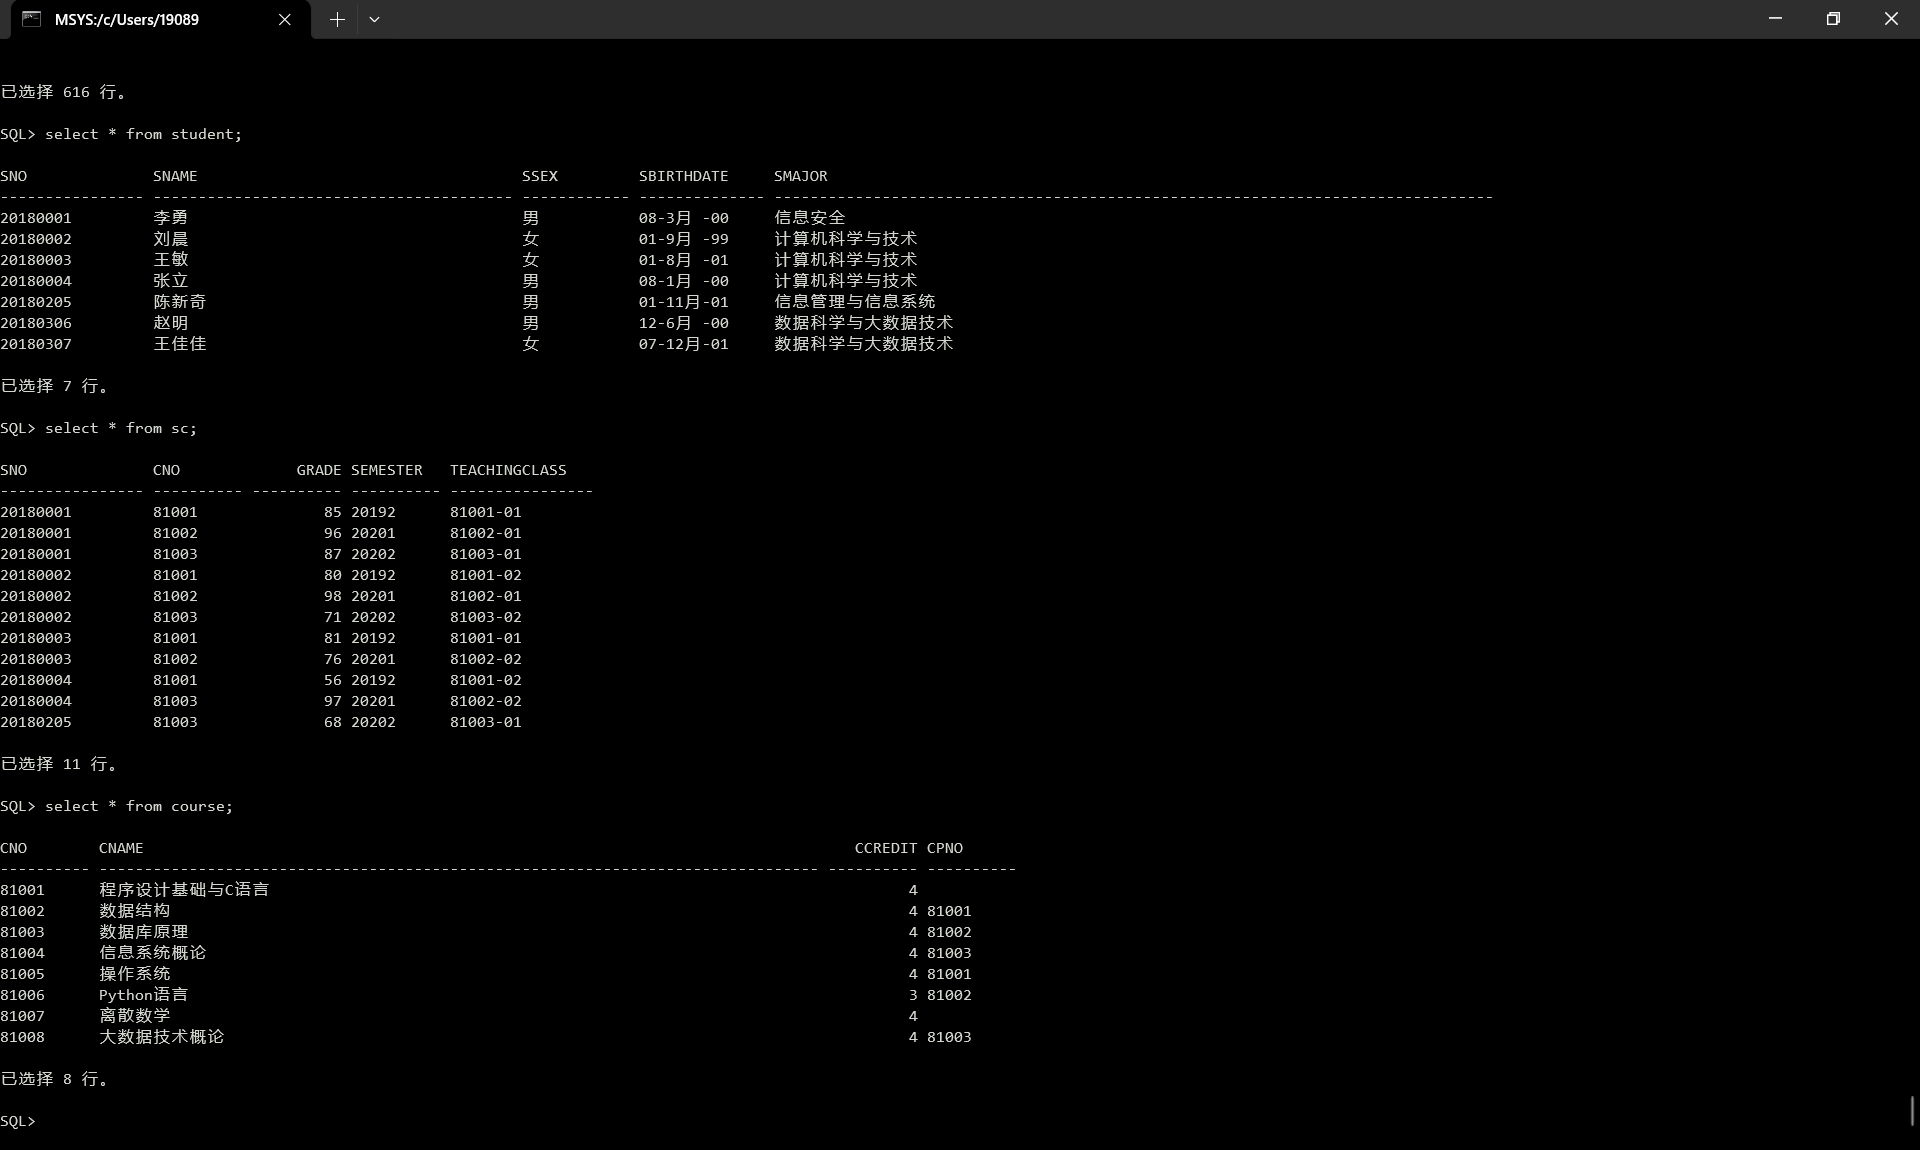 MSYS:/c/Users/19089
已选择 616 行。
SQL> select * from student;
SNO SNAME SSEX SBIRTHDATE SMAJOR
---------------- ---------------------------------------- ------------ -------------- --------------------------------------------------------------------------------
20180001 李勇 男 08-3月 -00 信息安全
20180002 刘晨 女 01-9月 -99 计算机科学与技术
20180003 王敏 女 01-8月 -01 计算机科学与技术
20180004 张立 男 08-1月 -00 计算机科学与技术
20180205 陈新奇 男 01-11月-01 信息管理与信息系统
20180306 赵明 男 12-6月 -00 数据科学与大数据技术
20180307 王佳佳 女 07-12月-01 数据科学与大数据技术
已选择 7 行。
SQL> select * from sc;
SNO CNO GRADE SEMESTER TEACHINGCLASS
---------------- ---------- ---------- ---------- ----------------
20180001 81001 85 20192 81001-01
20180001 81002 96 20201 81002-01
20180001 81003 87 20202 81003-01
20180002 81001 80 20192 81001-02
20180002 81002 98 20201 81002-01
20180002 81003 71 20202 81003-02
20180003 81001 81 20192 81001-01
20180003 81002 76 20201 81002-02
20180004 81001 56 20192 81001-02
20180004 81003 97 20201 81002-02
20180205 81003 68 20202 81003-01
已选择 11 行。
SQL> select * from course;
CNO CNAME CCREDIT CPNO
---------- -------------------------------------------------------------------------------- ---------- ----------
81001 程序设计基础与C语言 4
81002 数据结构 4 81001
81003 数据库原理 4 81002
81004 信息系统概论 4 81003
81005 操作系统 4 81001
81006 Python语言 3 81002
81007 离散数学 4
81008 大数据技术概论 4 81003
已选择 8 行。
SQL>